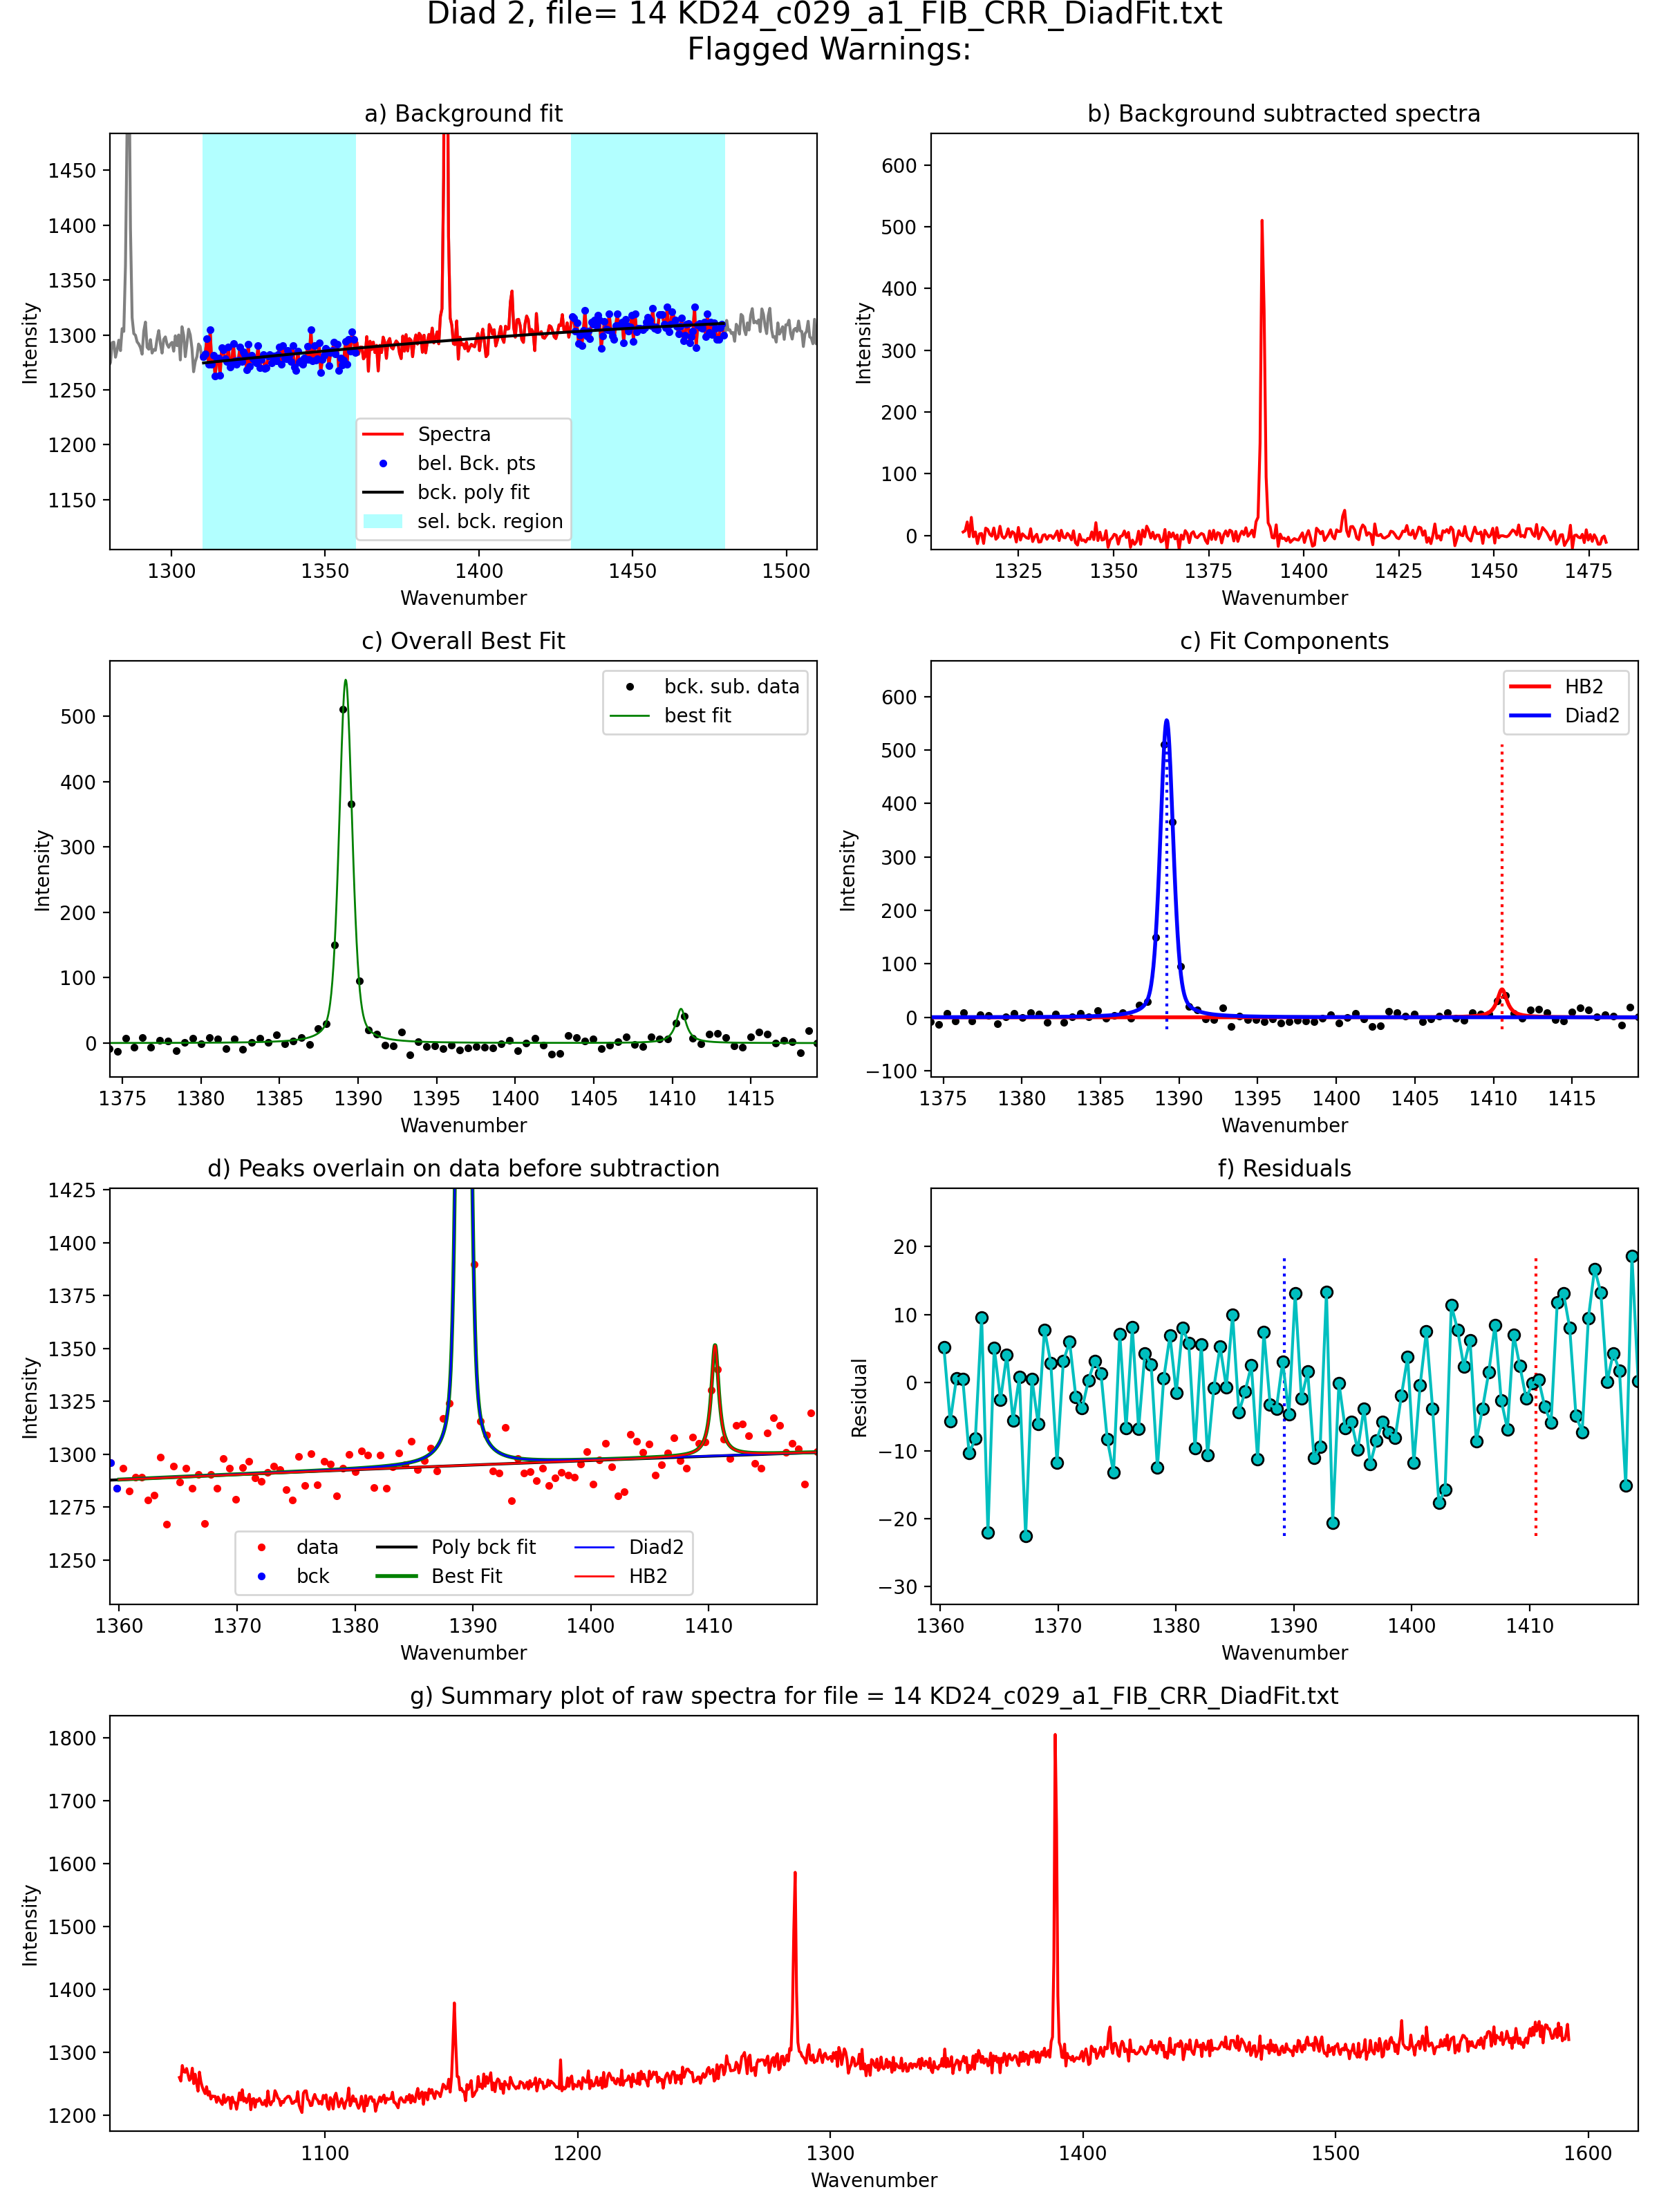 Diad 2, file= 14 KD24_c029_a1_FIB_CRR_DiadFit.txt
Flagged Warnings:
a) Background fit
Intensity
1450
1400
1350
1300
1250
1200
1150
Spectra
bel. Bck. pts
bck. poly fit
sel. bck. region
1300 1350 1400 1450 1500
Wavenumber
b) Background subtracted spectra
Intensity
600
500
400
300
200
100
0
1325 1350 1375 1400 1425 1450 1475
Wavenumber
c) Overall Best Fit
Intensity
500
400
300
200
100
0
bck. sub. data
best fit
1375 1380 1385 1390 1395 1400 1405 1410 1415
Wavenumber
c) Fit Components
Intensity
600
500
400
300
200
100
0
−100
HB2
Diad2
1375 1380 1385 1390 1395 1400 1405 1410 1415
Wavenumber
d) Peaks overlain on data before subtraction
Intensity
1425
1400
1375
1350
1325
1300
1275
1250
data Poly bck fit Diad2
bck Best Fit HB2
1360 1370 1380 1390 1400 1410
Wavenumber
f) Residuals
Residual
20
10
0
−10
−20
−30
1360 1370 1380 1390 1400 1410
Wavenumber
g) Summary plot of raw spectra for file = 14 KD24_c029_a1_FIB_CRR_DiadFit.txt
Intensity
1800
1700
1600
1500
1400
1300
1200
1100 1200 1300 1400 1500 1600
Wavenumber